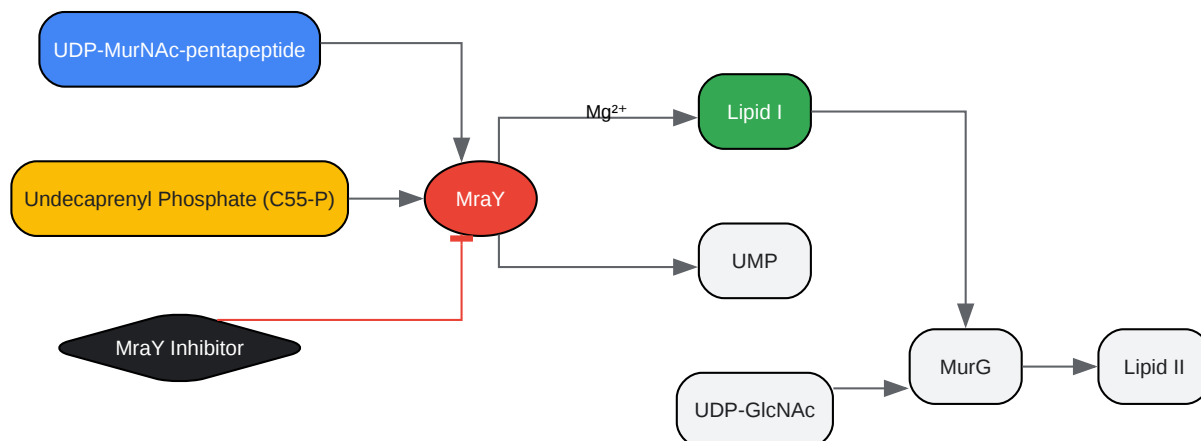 UDP-MurNAc-pentapeptide
Mg²⁺
Lipid I
Undecaprenyl Phosphate (C55-P)
MraY
UMP
MraY Inhibitor
MurG
Lipid II
UDP-GlcNAc